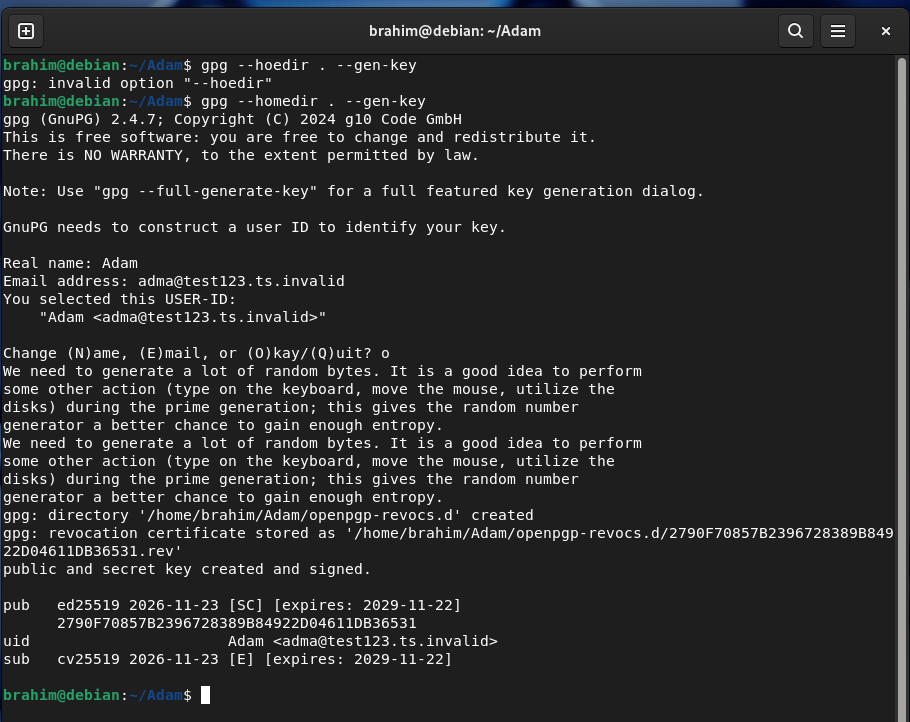 brahim@debian: ~/Adam
brahim@debian:~/Adam$ gpg --hoedir . --gen-key
gpg: invalid option "--hoedir"
brahim@debian:~/Adam$ gpg --homedir . --gen-key
gpg (GnuPG) 2.4.7; Copyright (C) 2024 g10 Code GmbH
This is free software: you are free to change and redistribute it.
There is NO WARRANTY, to the extent permitted by law.

Note: Use "gpg --full-generate-key" for a full featured key generation dialog.

GnuPG needs to construct a user ID to identify your key.

Real name: Adam
Email address: adma@test123.ts.invalid
You selected this USER-ID:
    "Adam <adma@test123.ts.invalid>"

Change (N)ame, (E)mail, or (O)kay/(Q)uit? o
We need to generate a lot of random bytes. It is a good idea to perform
some other action (type on the keyboard, move the mouse, utilize the
disks) during the prime generation; this gives the random number
generator a better chance to gain enough entropy.
We need to generate a lot of random bytes. It is a good idea to perform
some other action (type on the keyboard, move the mouse, utilize the
disks) during the prime generation; this gives the random number
generator a better chance to gain enough entropy.
gpg: directory '/home/brahim/Adam/openpgp-revocs.d' created
gpg: revocation certificate stored as '/home/brahim/Adam/openpgp-revocs.d/2790F70857B2396728389B849
22D04611DB36531.rev'
public and secret key created and signed.

pub   ed25519 2026-11-23 [SC] [expires: 2029-11-22]
      2790F70857B2396728389B84922D04611DB36531
uid                      Adam <adma@test123.ts.invalid>
sub   cv25519 2026-11-23 [E] [expires: 2029-11-22]

brahim@debian:~/Adam$